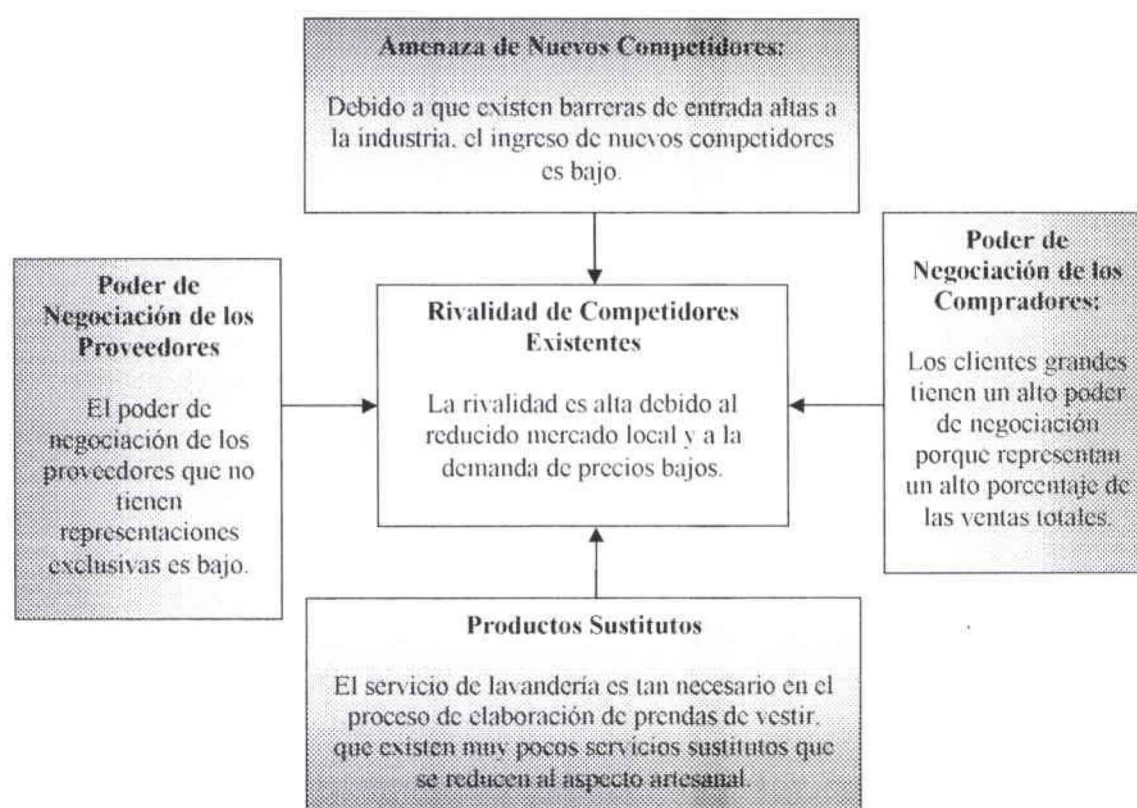 Amenaza de Nuevos Competidores:
Debido a que existen barreras de entrada altas a
la industria, el ingreso de nuevos competidores
es bajo.
Poder de
Negociación de los
Proveedores
El poder de
negociación de los
proveedores que no
tienen
representaciones
exclusivas es bajo.
Rivalidad de Competidores
Existentes
La rivalidad es alta debido al
reducido mercado local y a la
demanda de precios bajos.
Poder de
Negociación de los
Compradores:
Los clientes grandes
tienen un alto poder
de negociación
porque representan
un alto porcentaje de
las ventas totales.
Productos Sustitutos
El servicio de lavandería es tan necesario en el
proceso de elaboración de prendas de vestir,
que existen muy pocos servicios sustitutos que
se reducen al aspecto artesanal.